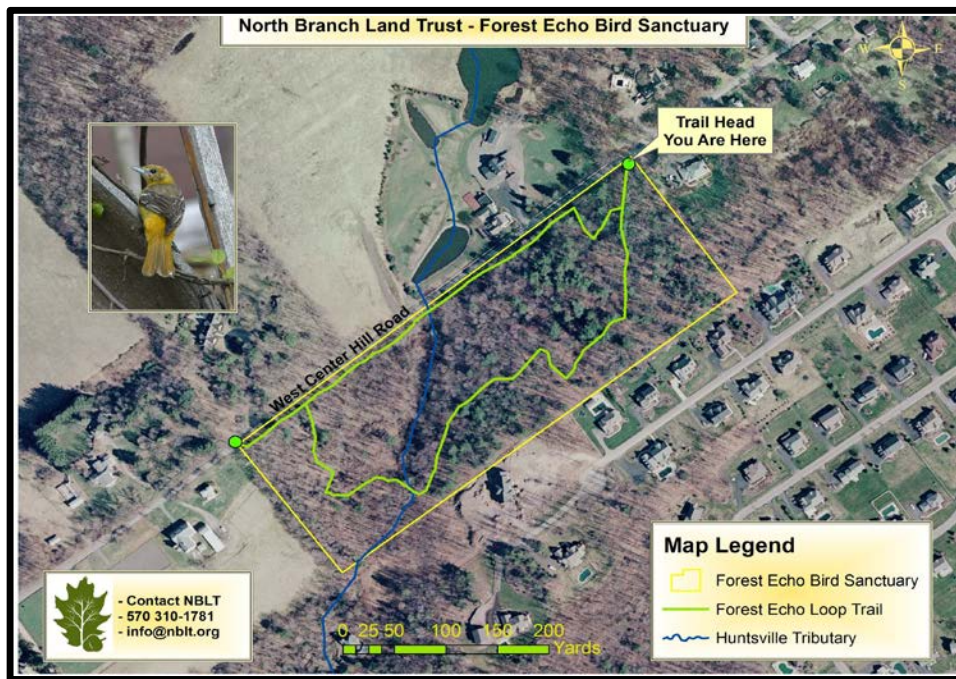 North Branch Land Trust - Forest Echo Bird Sanctuary
W E
S
Trail Head
You Are Here
West Center Hill Road
Map Legend
Forest Echo Bird Sanctuary
Forest Echo Loop Trail
Huntsville Tributary
- Contact NBLT
- 570 310-1781
- info@nblt.org
0 25 50 100 150 200
Yards